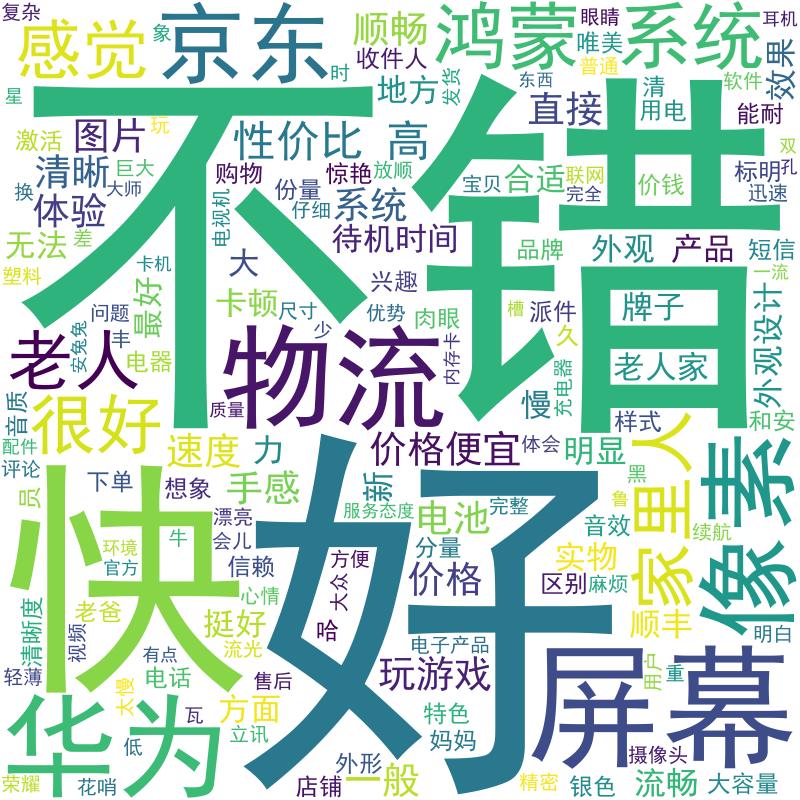 复杂
感觉
京东
象
时
顺畅
收件人
鸿蒙
系统
眼睛
唯美
普通
耳机
效果
星
玩
激活
图片
地方
发货
东西
直接
清
用电
软件
能耐
不错
性价比
高
清晰
巨大
换
大师
体验
购物
惊艳
放顺
份量
仔细
系统
宝贝
合适
联网
完全
价钱
标明
双
孔
迅速
无法
差
电视机
待机时间
大
品牌
外观
产品
短信
塑料
卡机
最好
卡顿
尺寸
兴趣
优势
肉眼
槽
派件
久
牌子
一流
外观设计
问题
丰
安兔兔
电器
少
内存卡
老人
物流
老人家
充电器
慢
质量
音质
很好
配件
评论
速度
力
价格便宜
体会
明显
样式
和安
家里人
像素
员
下单
想象
手感
新
服务态度
电池
完整
音效
黑
鲁
续航
快
好
漂亮
会儿
环境
官方
牛
信赖
方便
大众
分量
价格
实物
区别
麻烦
清晰度
老爸
心情
挺好
流光
哈
电子产品
顺丰
明白
视频
轻薄
有点
太慢
电话
售后
玩游戏
屏幕
用户
重
华为
瓦
方面
立讯
特色
妈妈
摄像头
荣耀
花哨
低
店铺
外形
一般
精密
银色
流畅
大容量